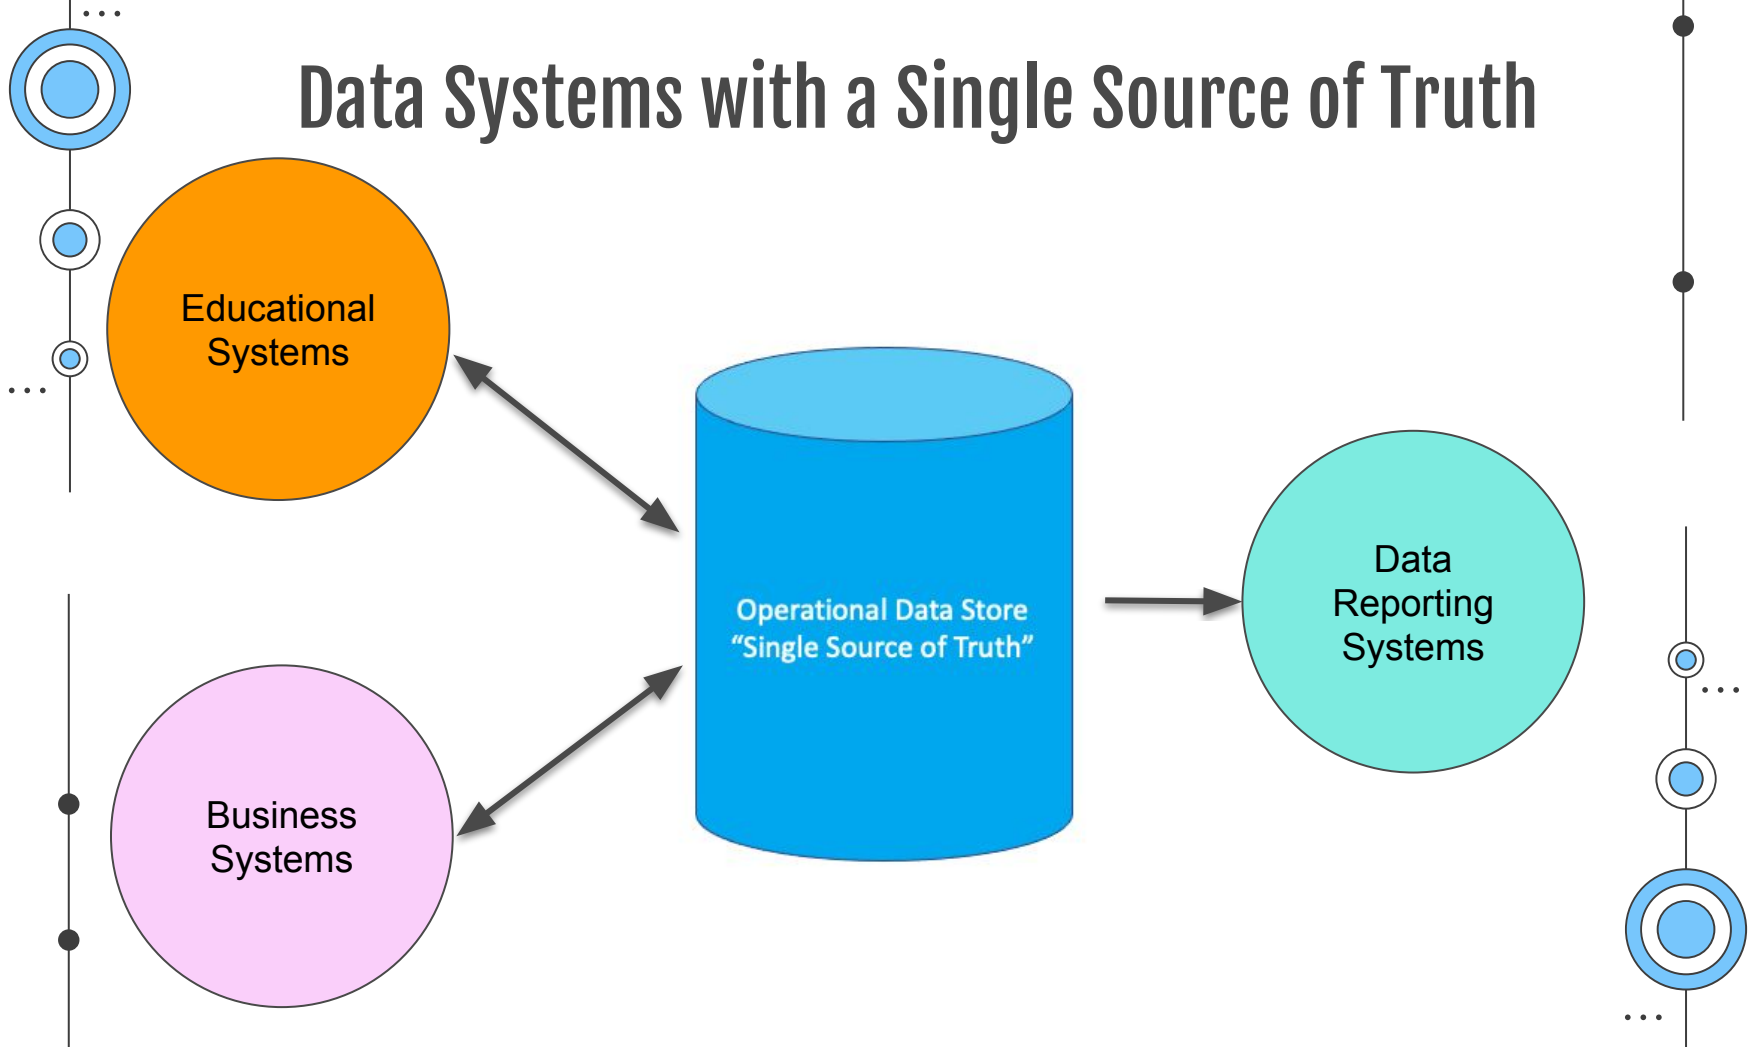 Data Systems with a Single Source of Truth
Educational
Systems
Operational Data Store
“Single Source of Truth”
Data
Reporting
Systems
Business
Systems